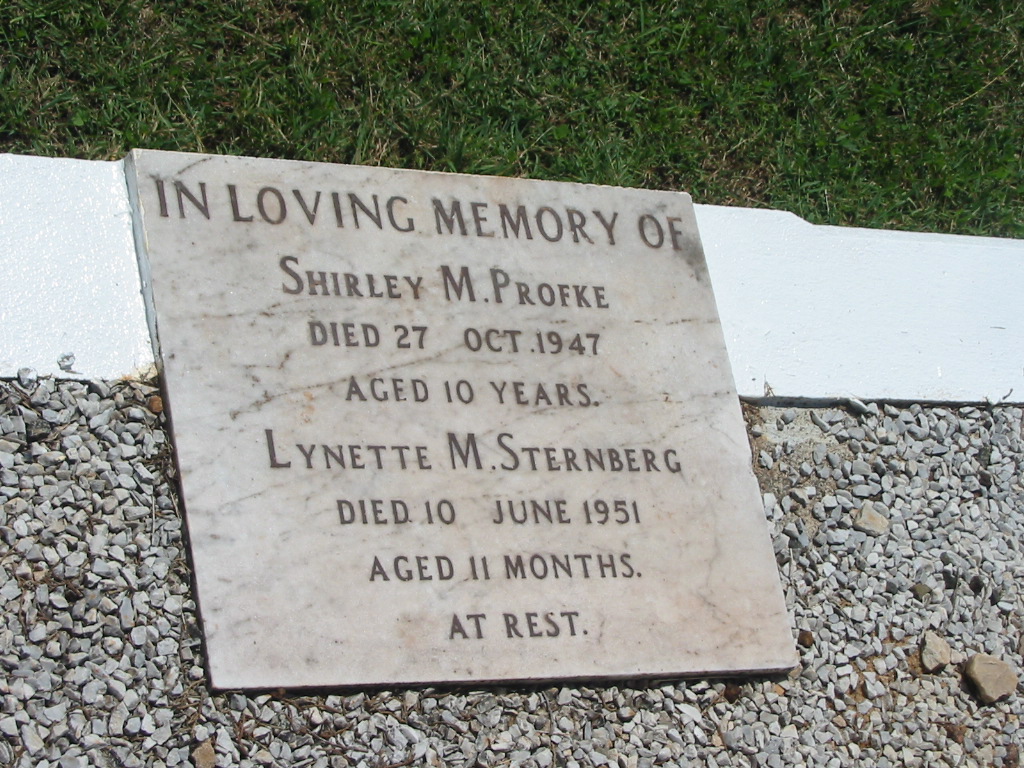 IN LOVING MEMORY OF
SHIRLEY M. PROFKE
DIED 27 OCT. 1947
AGED 10 YEARS.
LYNETTE M. STERNBERG
DIED 10 JUNE 1951
AGED 11 MONTHS.
AT REST.